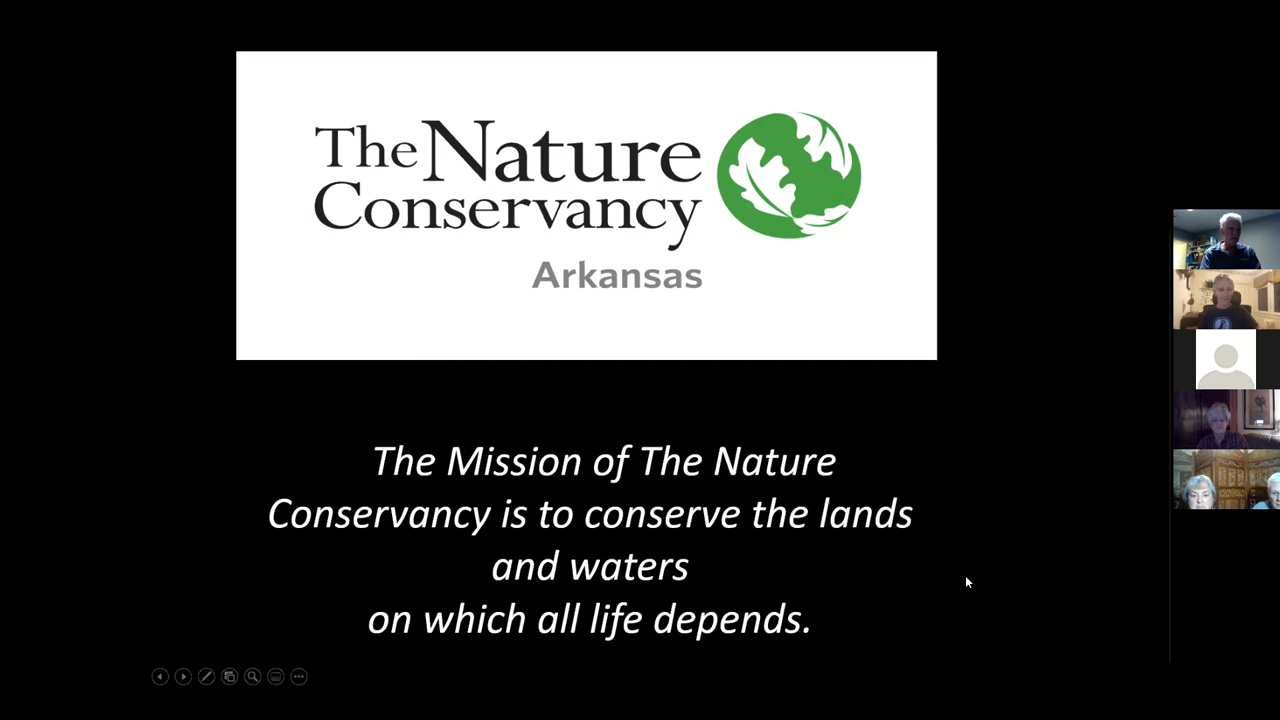 The Nature
Conservancy
Arkansas
The Mission of The Nature
Conservancy is to conserve the lands
and waters
on which all life depends.